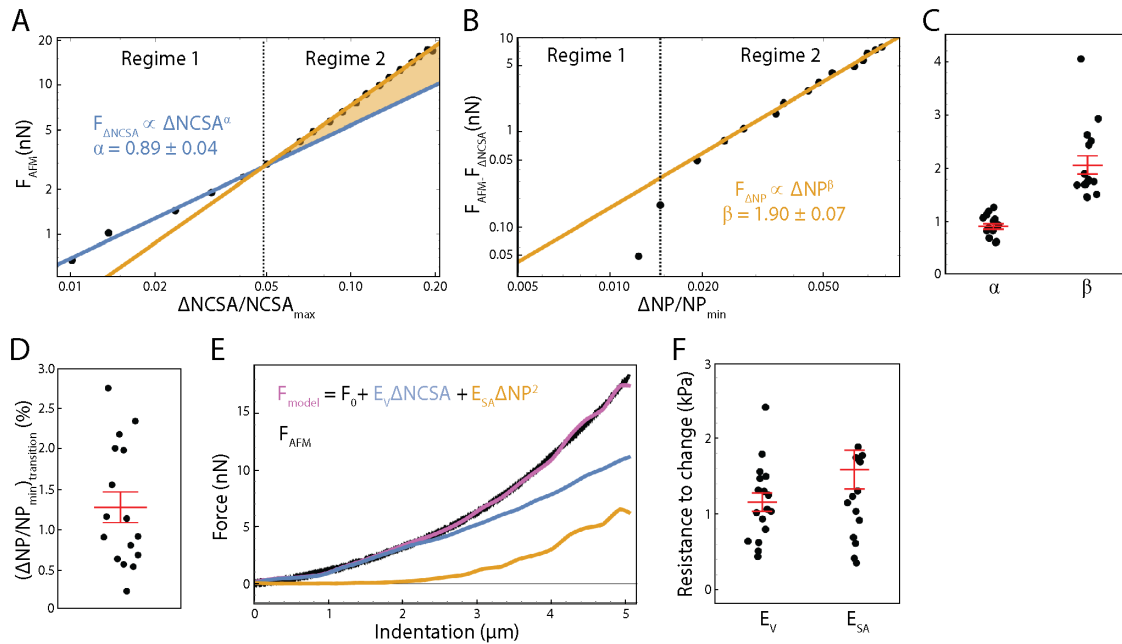 A
Regime 1
Regime 2
F_ΔNCSA ∝ ΔNCSA^α
α = 0.89 ± 0.04
F_AFM (nN)
20
10
5
2
1
0.01
0.02
0.05
0.10
0.20
ΔNCSA/NCSA_max
B
Regime 1
Regime 2
F_ΔNP ∝ ΔNP^β
β = 1.90 ± 0.07
F_AFM- F_ΔNCSA (nN)
10
5
1
0.05
0.10
0.05
0.005
0.010
0.020
0.050
ΔNP/NP_min
C
4
3
2
1
0
α
β
D
(ΔNP/NP_min)_transition (%)
3.0
2.5
2.0
1.5
1.0
0.5
0
E
F_model = F_0 + E_V ΔNCSA + E_SA ΔNP^2
F_AFM
Force (nN)
15
10
5
0
0
1
2
3
4
5
Indentation (µm)
F
Resistance to change (kPa)
3
2
1
0
E_V
E_SA